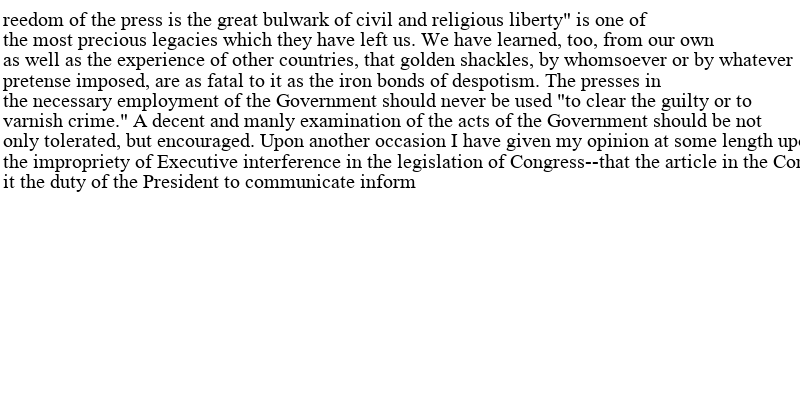 reedom of the press is the great bulwark of civil and religious liberty" is one of
the most precious legacies which they have left us. We have learned, too, from our own
as well as the experience of other countries, that golden shackles, by whomsoever or by whatever
pretense imposed, are as fatal to it as the iron bonds of despotism. The presses in
the necessary employment of the Government should never be used "to clear the guilty or to
varnish crime." A decent and manly examination of the acts of the Government should be not
only tolerated, but encouraged. Upon another occasion I have given my opinion at some length
the impropriety of Executive interference in the legislation of Congress--that the article in the
it the duty of the President to communicate inform